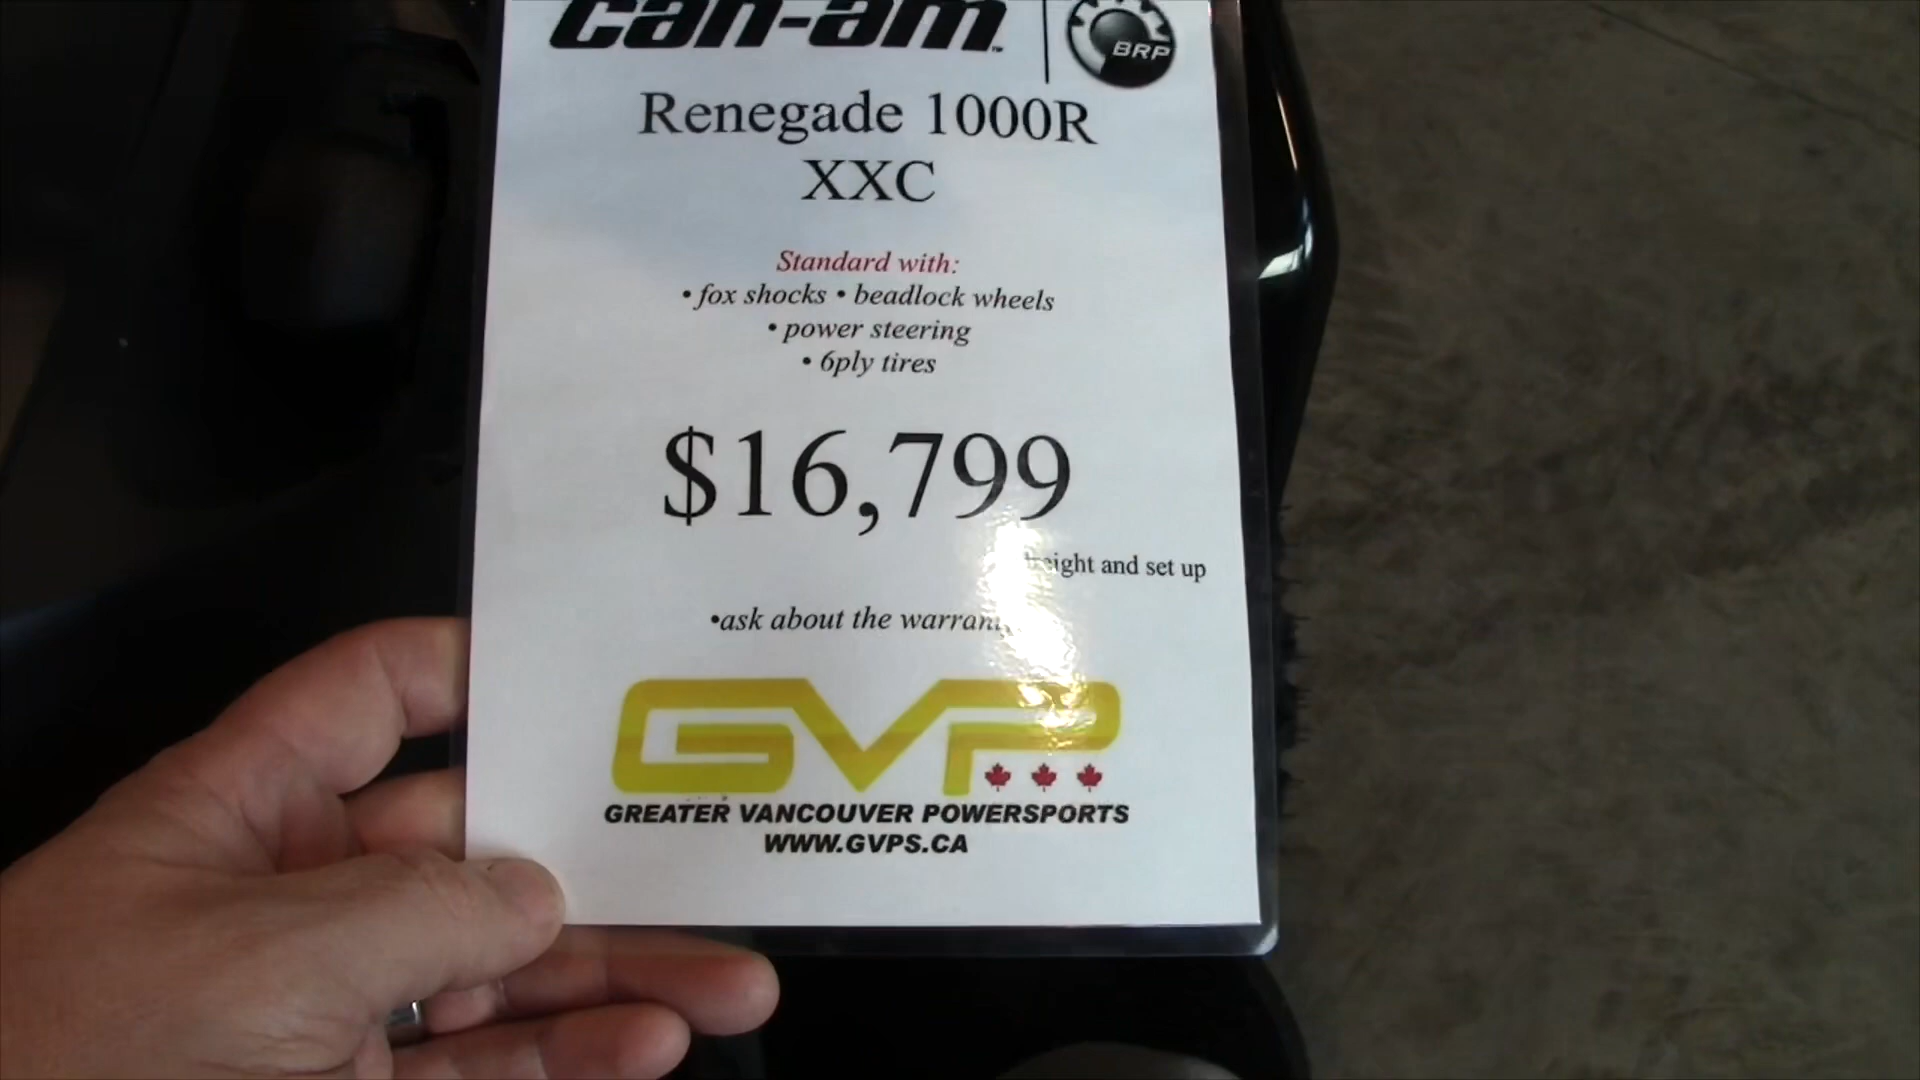 can-am
BRP
Renegade 1000R
XXC
Standard with:
• fox shocks • beadlock wheels
• power steering
• 6ply tires
$16,799
and set up
•ask about the
GVP
GREATER VANCOUVER POWERSPORTS
WWW.GVPS.CA